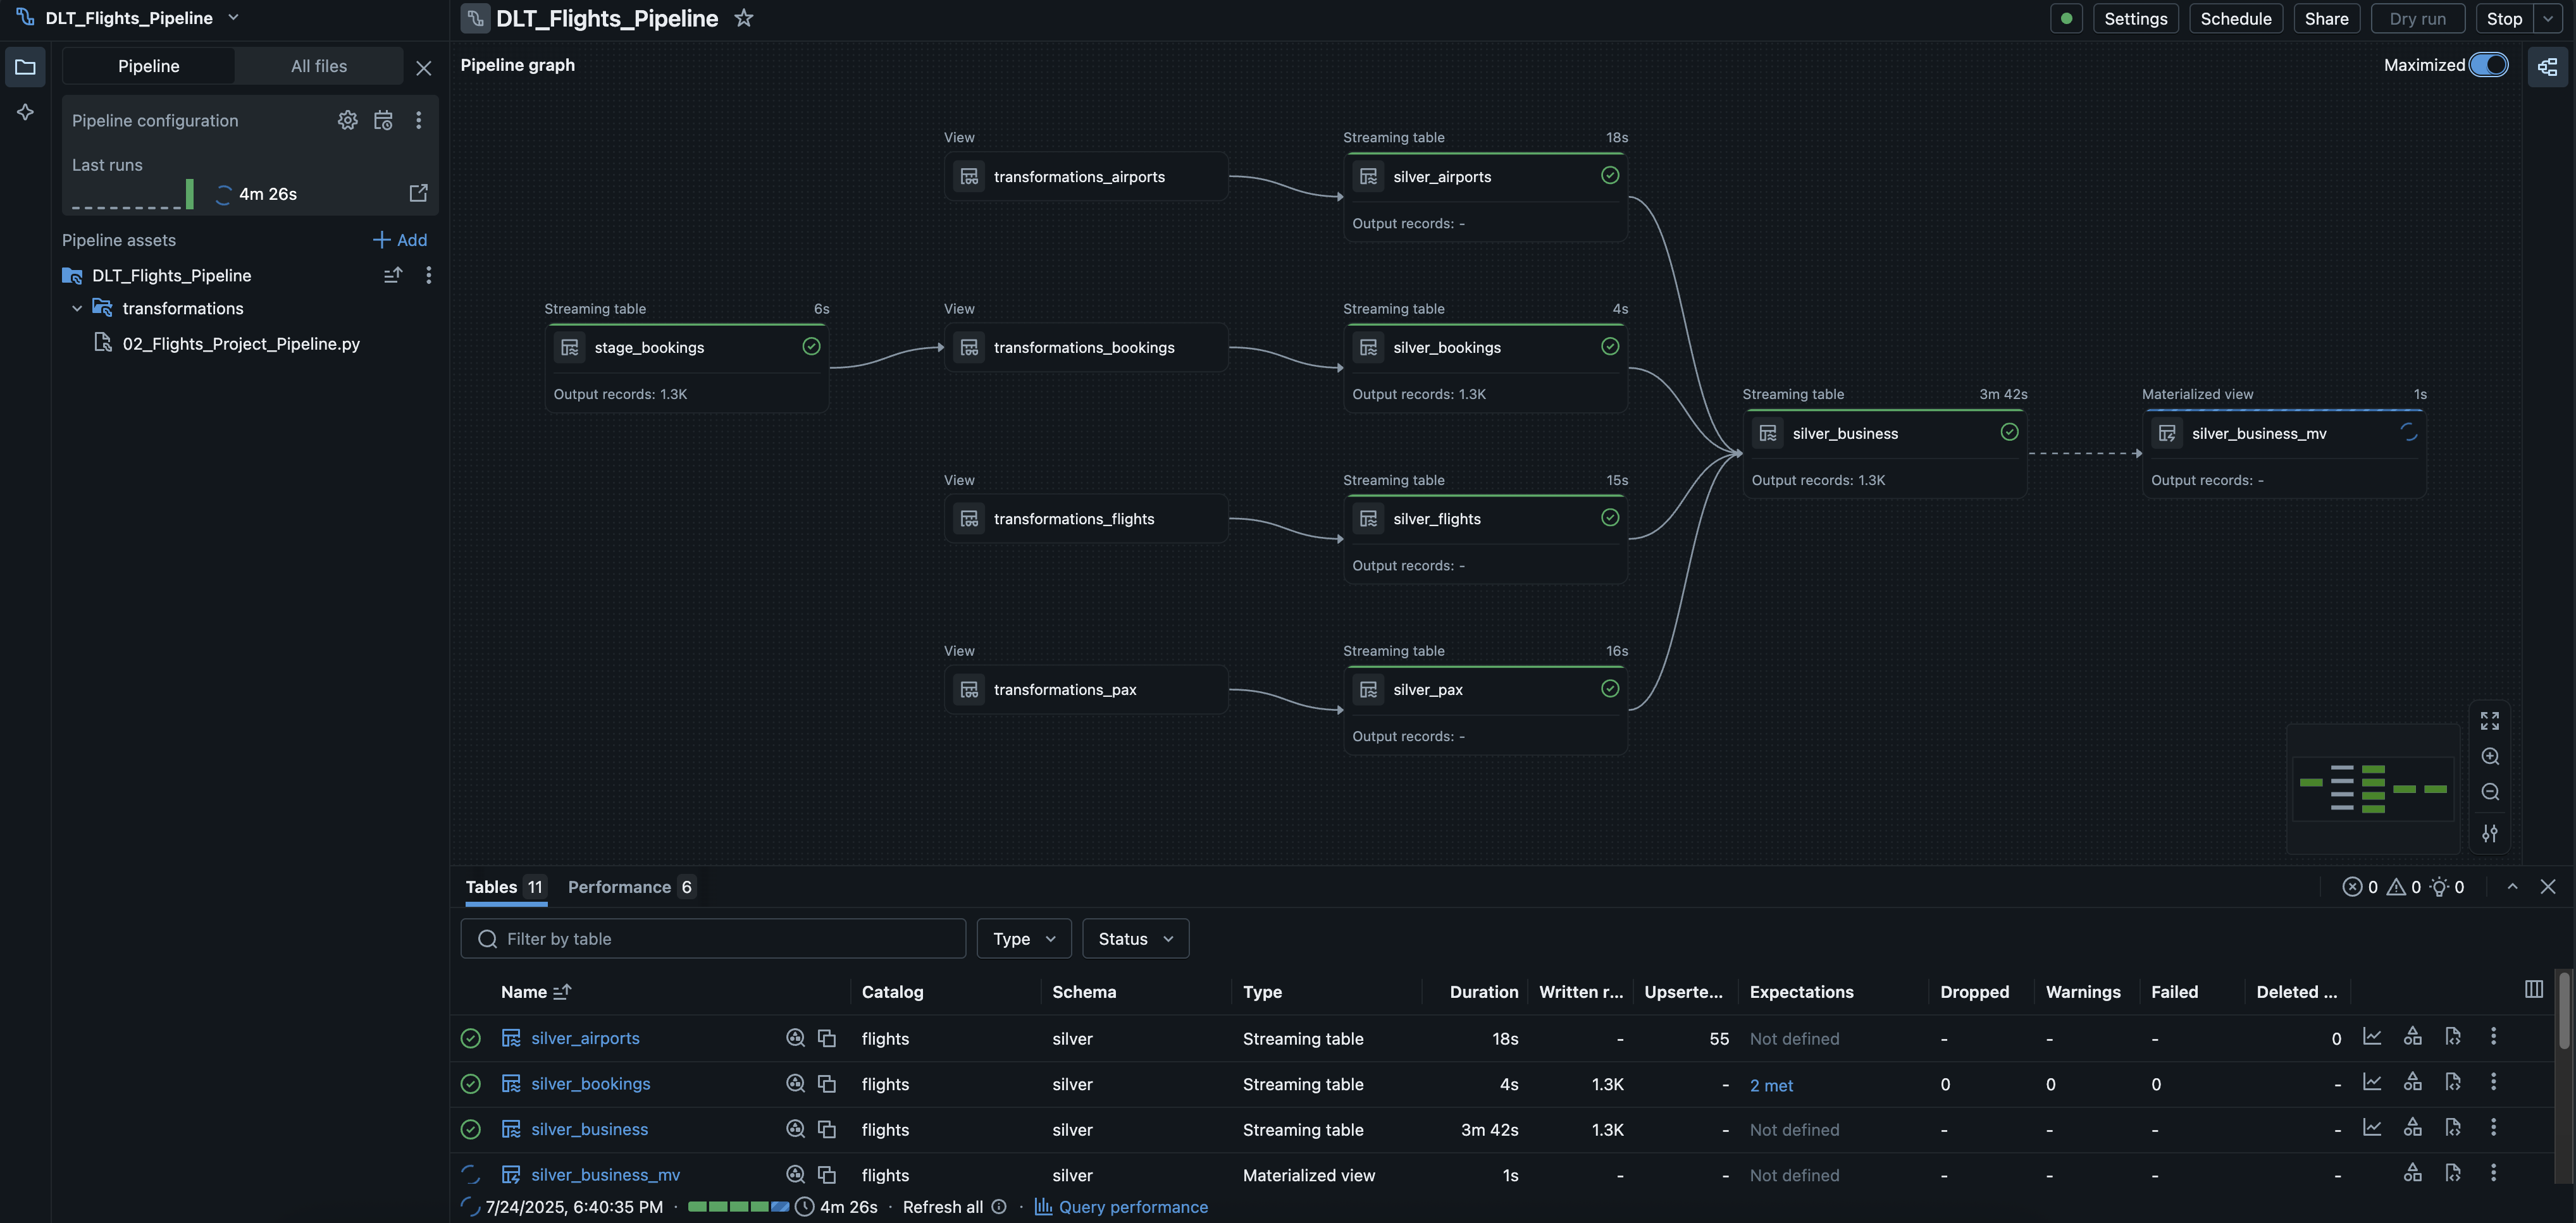 DLT_Flights_Pipeline
DLT_Flights_Pipeline
Settings
Schedule
Share
Dry run
Stop
Pipeline
All files
Pipeline graph
Maximized
Pipeline configuration
Last runs
4m 26s
Pipeline assets
Add
DLT_Flights_Pipeline
transformations
02_Flights_Project_Pipeline.py
View
transformations_airports
Streaming table 18s
silver_airports
Output records: -
Streaming table 6s
stage_bookings
Output records: 1.3K
View
transformations_bookings
Streaming table 4s
silver_bookings
Output records: 1.3K
View
transformations_flights
Streaming table 15s
silver_flights
Output records: -
View
transformations_pax
Streaming table 16s
silver_pax
Output records: -
Streaming table 3m 42s
silver_business
Output records: 1.3K
Materialized view 1s
silver_business_mv
Output records: -
Tables 11 Performance 6 0 0 0
Filter by table Type Status
Name Catalog Schema Type Duration Written r... Upserte... Expectations Dropped Warnings Failed Deleted ...
silver_airports flights silver Streaming table 18s - 55 Not defined - - - 0
silver_bookings flights silver Streaming table 4s 1.3K - 2 met 0 0 0 -
silver_business flights silver Streaming table 3m 42s 1.3K - Not defined - - - -
silver_business_mv flights silver Materialized view 1s - - Not defined - - - -
7/24/2025, 6:40:35 PM · 4m 26s · Refresh all · Query performance